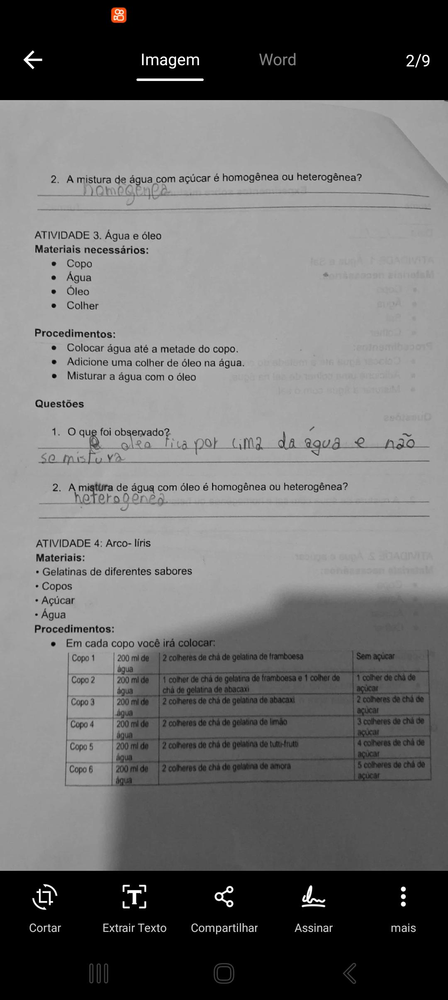 Imagem Word 2/9
2. A mistura de água com açúcar é homogênea ou heterogênea?
homogênea
ATIVIDADE 3. Água e óleo
Materiais necessários:
• Copo
• Água
• Óleo
• Colher
Procedimentos:
• Colocar água até a metade do copo.
• Adicione uma colher de óleo na água.
• Misturar a água com o óleo
Questões
1. O que foi observado?
O oléo fica por cima da água e não
se mistura
2. A mistura de água com óleo é homogênea ou heterogênea?
heterogenea
ATIVIDADE 4: Arco- líris
Materiais:
• Gelatinas de diferentes sabores
• Copos
• Açúcar
• Água
Procedimentos:
• Em cada copo você irá colocar:
Copo 1 200 ml de 2 colheres de chá de gelatina de framboesa Sem açúcar
água
Copo 2 200 ml de 1 colher de chá de gelatina de framboesa e 1 colher de 1 colher de chá de
água chá de gelatina de abacaxi açúcar
Copo 3 200 ml de 2 colheres de chá de gelatina de abacaxi 2 colheres de chá de
água açúcar
Copo 4 200 ml de 2 colheres de chá de gelatina de limão 3 colheres de chá de
água açúcar
Copo 5 200 ml de 2 colheres de chá de gelatina de tutti-frutti 4 colheres de chá de
água açúcar
Copo 6 200 ml de 2 colheres de chá de gelatina de amora 5 colheres de chá de
água açúcar
Cortar Extrair Texto Compartilhar Assinar mais